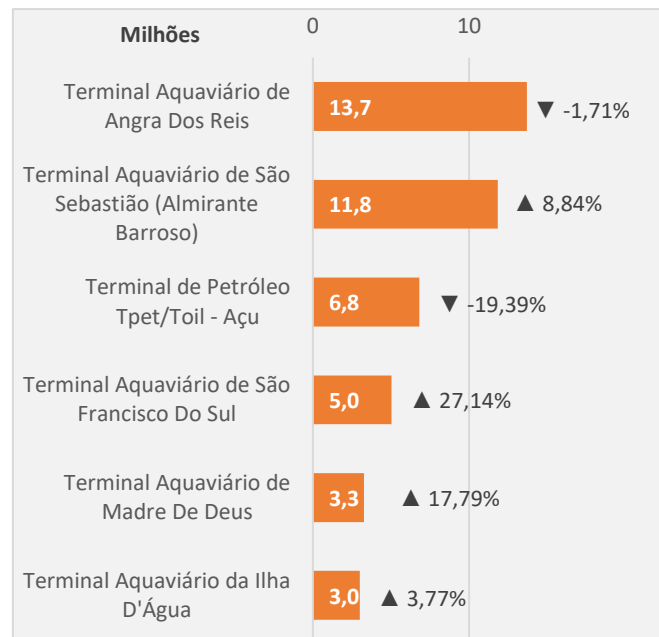 Milhões
0
10
Terminal Aquaviário de
Angra Dos Reis
13,7
▼ -1,71%
Terminal Aquaviário de São
Sebastião (Almirante
Barroso)
11,8
▲ 8,84%
Terminal de Petróleo
Tpet/Toil - Açu
6,8
▼ -19,39%
Terminal Aquaviário de São
Francisco Do Sul
5,0
▲ 27,14%
Terminal Aquaviário de
Madre De Deus
3,3
▲ 17,79%
Terminal Aquaviário da Ilha
D'Água
3,0
▲ 3,77%